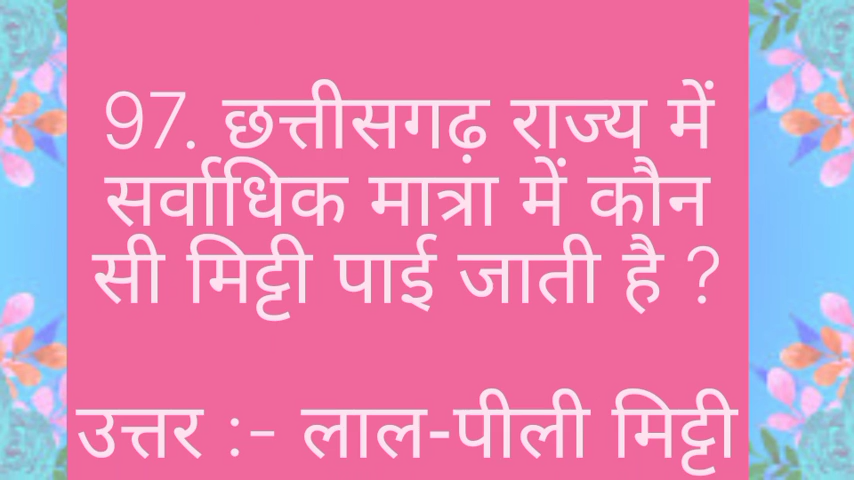 97. छत्तीसगढ़ राज्य में
सर्वाधिक मात्रा में कौन
सी मिट्टी पाई जाती है ?
उत्तर :- लाल-पीली मिट्टी